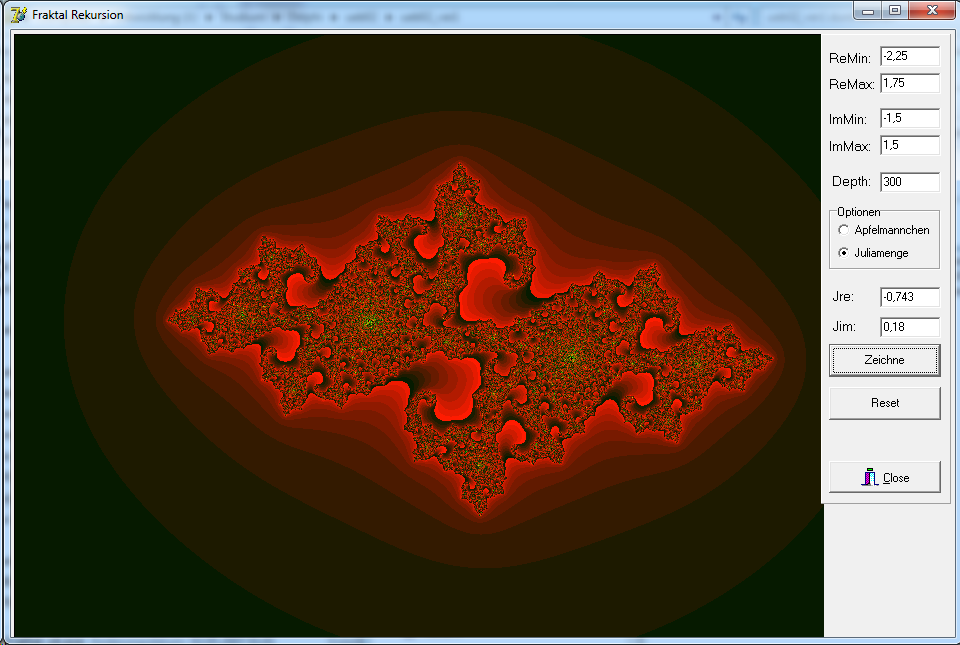 Fraktal Rekursion
ReMin: -2,25
ReMax: 1,75
ImMin: -1,5
ImMax: 1,5
Depth: 300
Optionen
Apfelmannchen
Juliamenge
Jre: -0,743
Jim: 0,18
Zeichne
Reset
Close